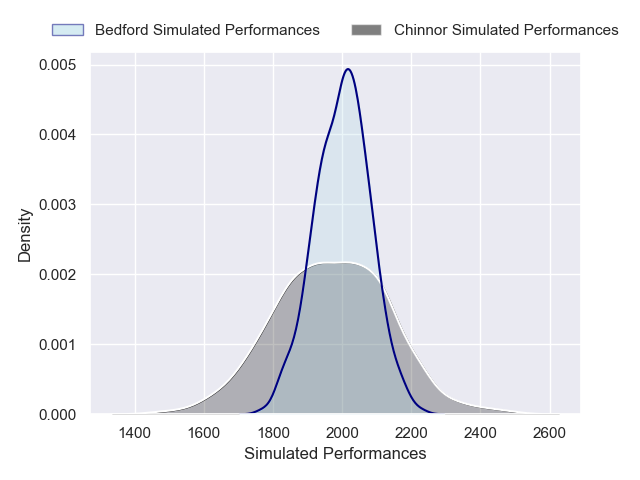 Bedford Simulated Performances Chinnor Simulated Performances
0.005
0.004
0.003
0.002
0.001
0.000
Density
1400 1600 1800 2000 2200 2400 2600
Simulated Performances